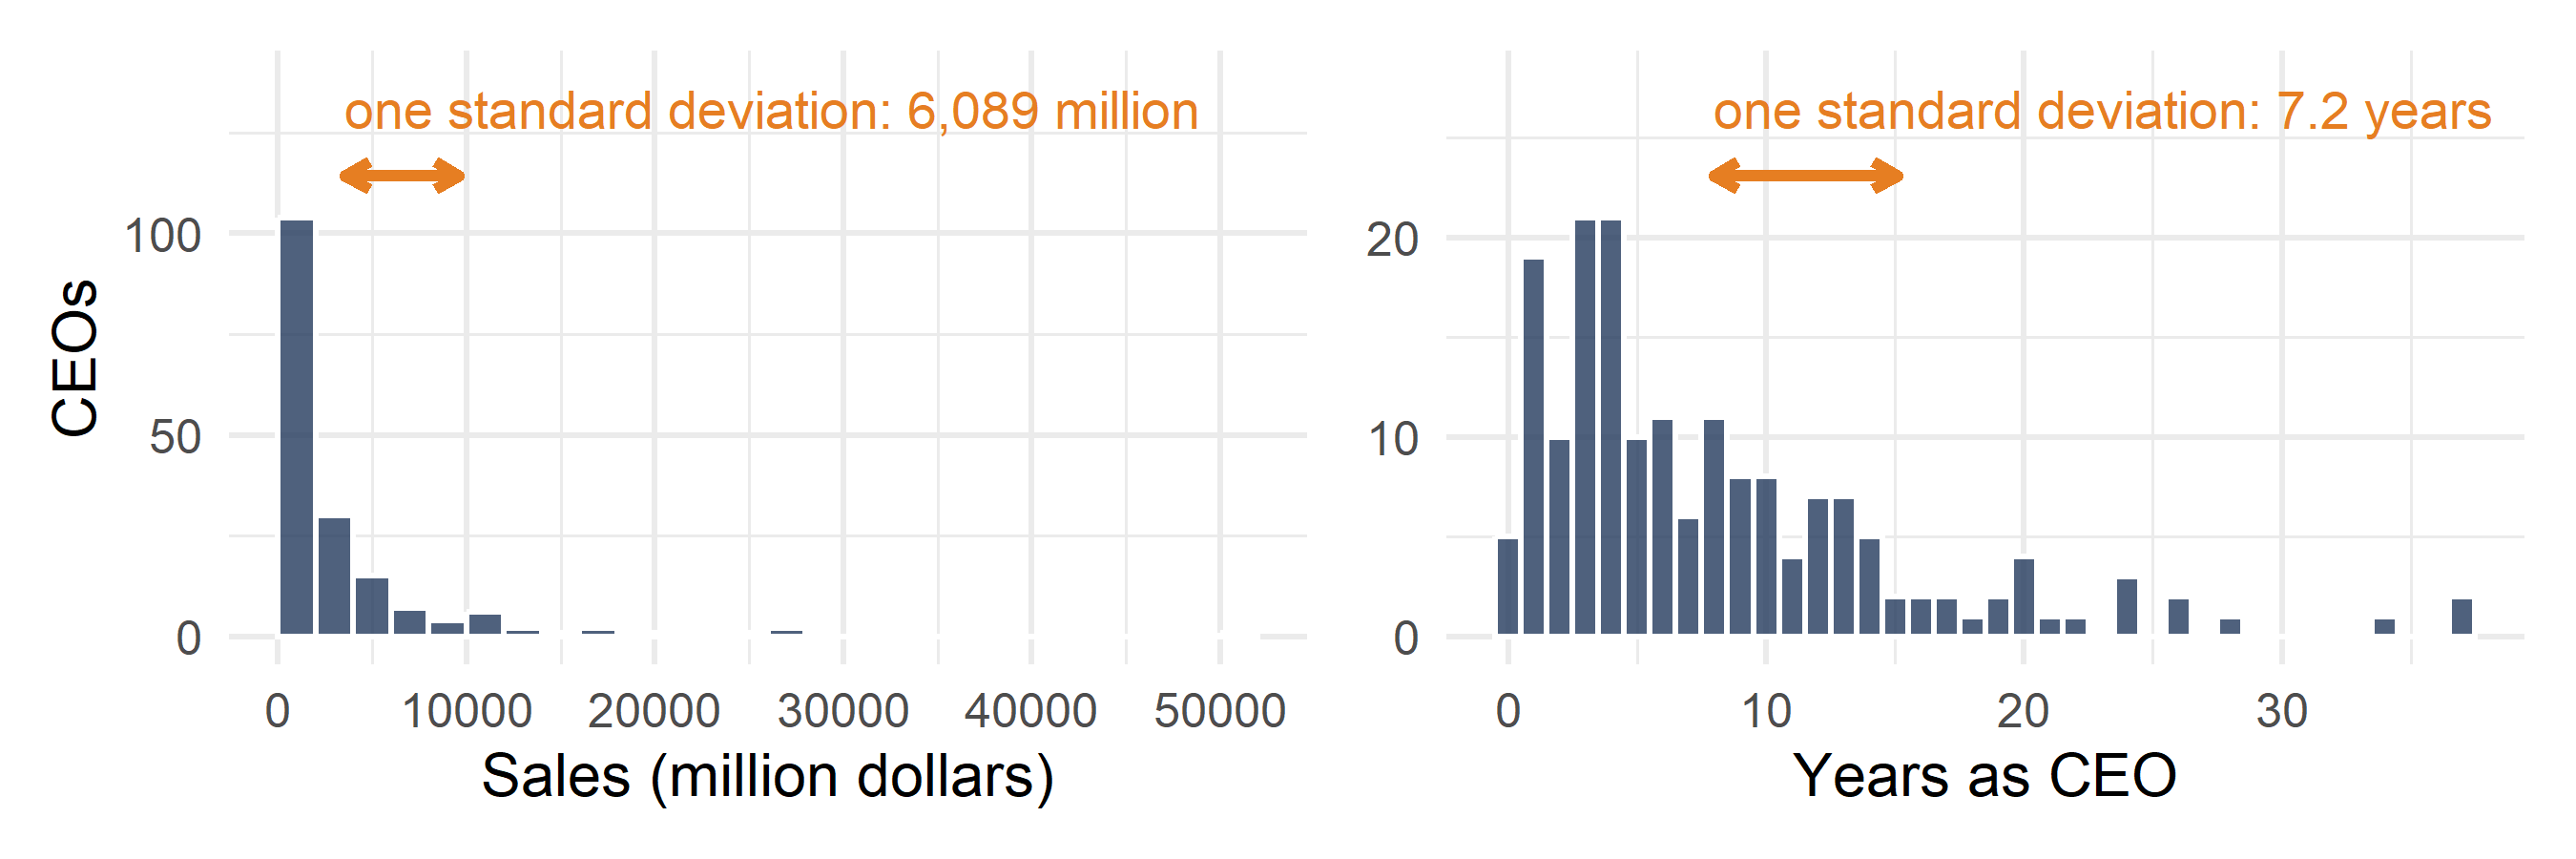 one standard deviation: 6,089 million
CEOs
100
50
0
0 10000 20000 30000 40000 50000
Sales (million dollars)
one standard deviation: 7.2 years
20
10
0
0 10 20 30
Years as CEO